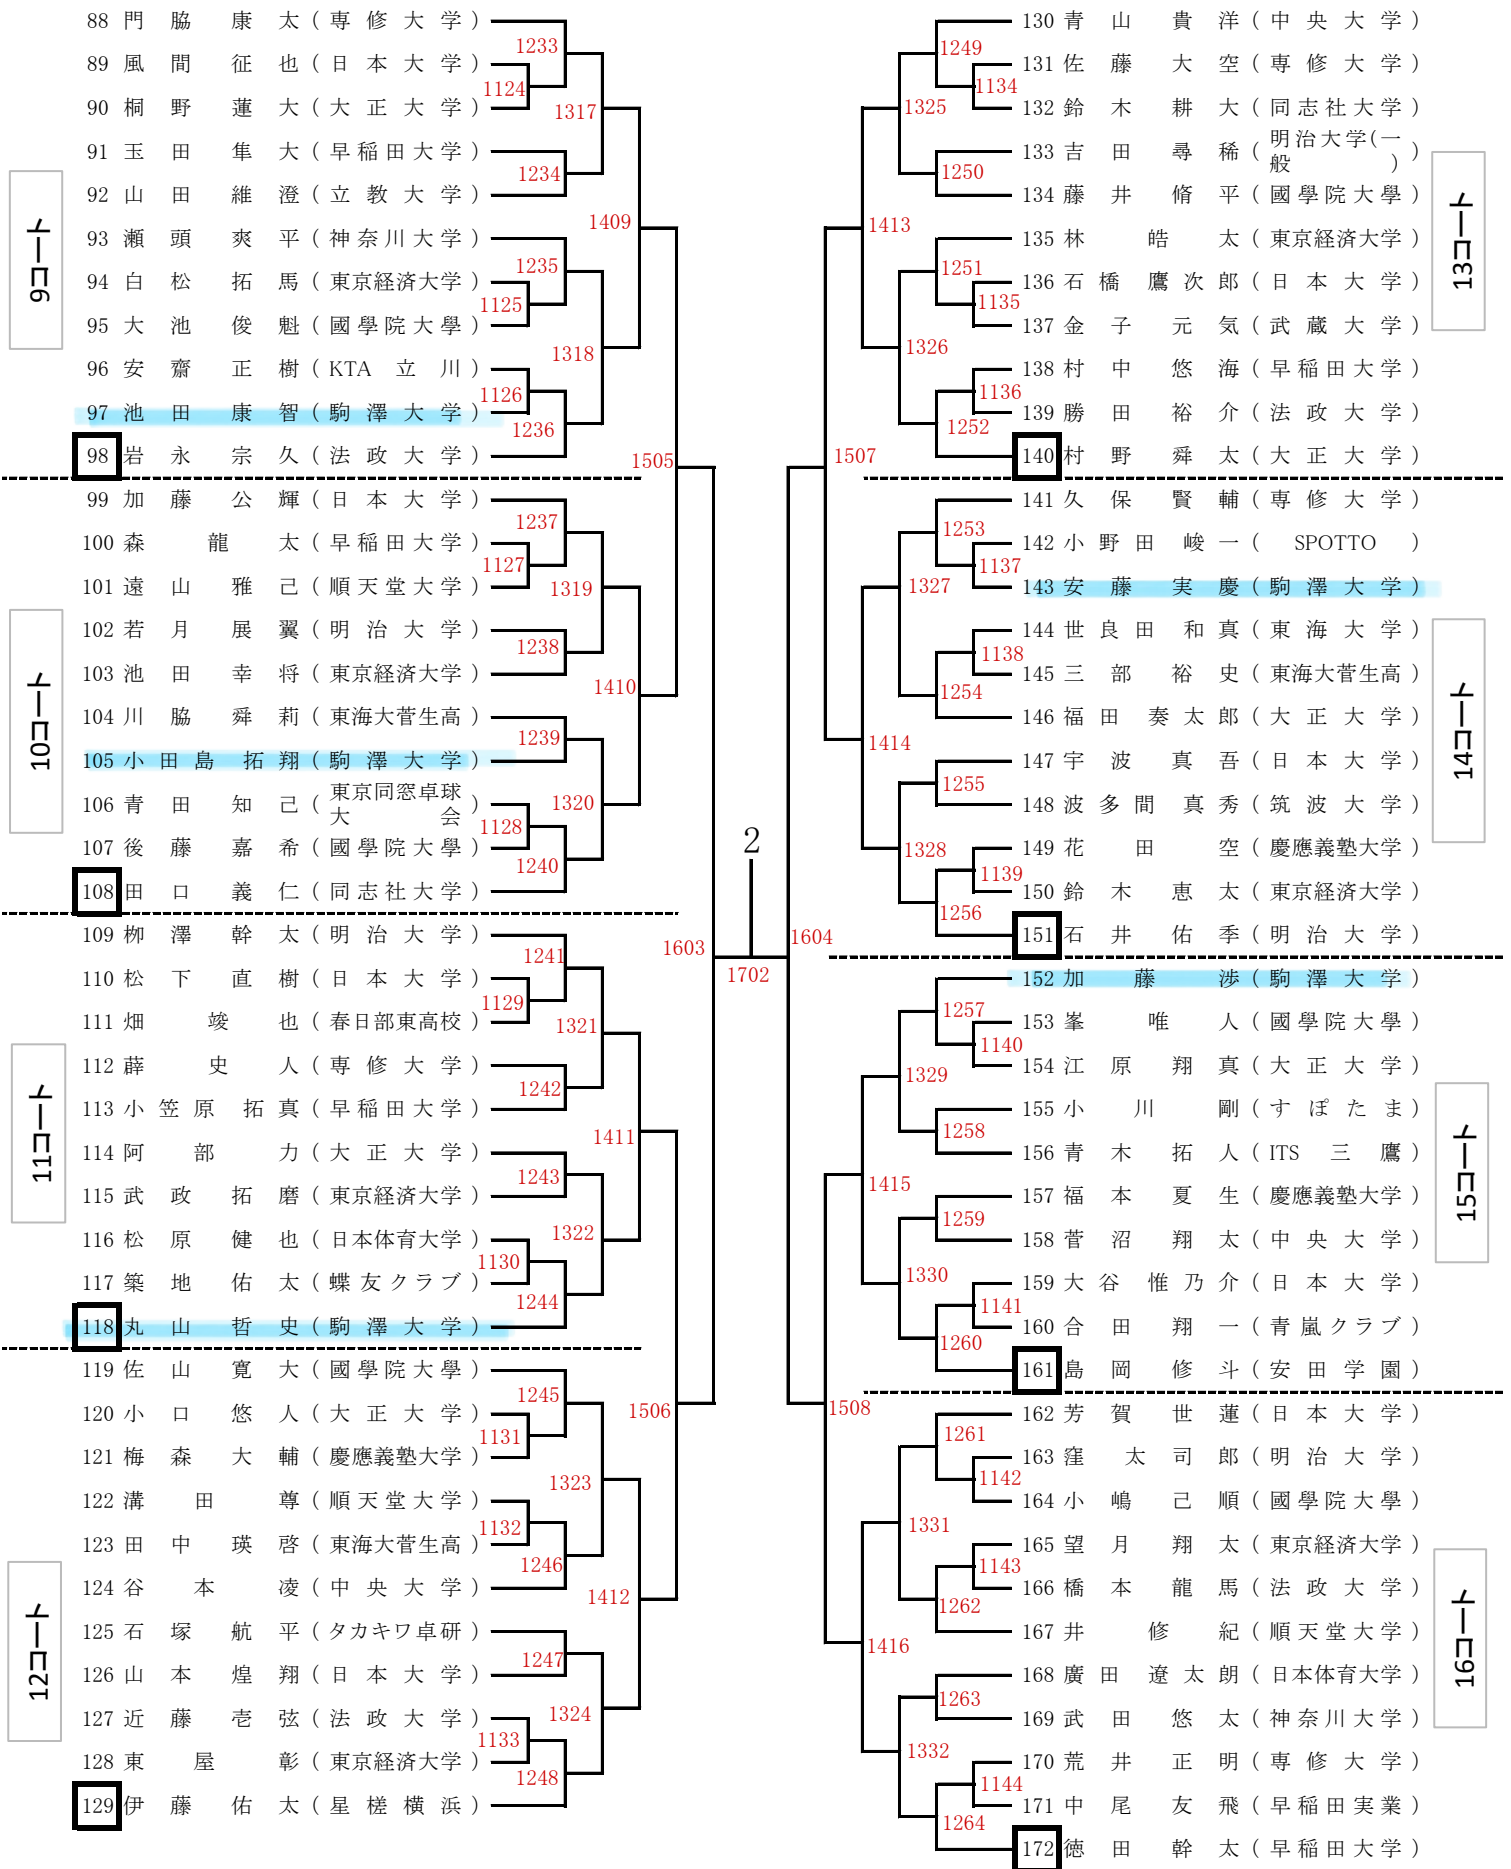 88 門脇康太(専修大学)
1233
89 風間征也(日本大学)
1124
90 桐野蓮大(大正大学)
1317
91 玉田隼大(早稲田大学)
1234
92 山田維澄(立教大学)
1409
93 瀬頭爽平(神奈川大学)
1235
94 白松拓馬(東京経済大学)
1125
95 大池俊魁(國學院大學)
1318
96 安齋正樹(KTA 立川)
1126
97 池田康智(駒澤大学)
1236
98 岩永宗久(法政大学)
9コート
1505
99 加藤公輝(日本大学)
1237
100 森龍太(早稲田大学)
1127
101 遠山雅己(順天堂大学)
1319
102 若月展翼(明治大学)
1238
103 池田幸将(東京経済大学)
1410
104 川脇舜莉(東海大菅生高)
1239
105 小田島拓翔(駒澤大学)
106 青田知己(東京同窓卓球大会)
1320
1128
107 後藤嘉希(國學院大學)
1240
108 田口義仁(同志社大学)
10コート
109 栁澤幹太(明治大学)
1241
1603
110 松下直樹(日本大学)
1129
111 畑竣也(春日部東高校)
1321
112 薜史人(専修大学)
1242
113 小笠原拓真(早稲田大学)
1411
114 阿部力(大正大学)
1243
115 武政拓磨(東京経済大学)
1322
116 松原健也(日本体育大学)
1130
117 築地佑太(蝶友クラブ)
1244
118 丸山哲史(駒澤大学)
11コート
119 佐山寛大(國學院大學)
1245
1506
120 小口悠人(大正大学)
1131
121 梅森大輔(慶應義塾大学)
1323
122 溝田尊(順天堂大学)
1132
123 田中瑛啓(東海大菅生高)
1246
124 谷本凌(中央大学)
1412
125 石塚航平(タカキワ卓研)
1247
126 山本煌翔(日本大学)
1324
127 近藤壱弦(法政大学)
1133
128 東屋彰(東京経済大学)
1248
129 伊藤佑太(星槎横浜)
12コート
2
1702
130 青山貴洋(中央大学)
1249
131 佐藤大空(専修大学)
1134
132 鈴木耕大(同志社大学)
1325
133 吉田尋稀(明治大学(一般))
1250
134 藤井脩平(國學院大學)
1413
135 林皓太(東京経済大学)
1251
136 石橋鷹次郎(日本大学)
1135
137 金子元気(武蔵大学)
1326
138 村中悠海(早稲田大学)
1136
139 勝田裕介(法政大学)
1252
140 村野舜太(大正大学)
13コート
1507
141 久保賢輔(専修大学)
1253
142 小野田峻一(SPOTTO)
1137
143 安藤実慶(駒澤大学)
1327
144 世良田和真(東海大学)
1138
145 三部裕史(東海大菅生高)
1254
146 福田奏太郎(大正大学)
1414
147 宇波真吾(日本大学)
1255
148 波多間真秀(筑波大学)
1328
149 花田空(慶應義塾大学)
1139
150 鈴木恵太(東京経済大学)
1256
151 石井佑季(明治大学)
14コート
1604
152 加藤渉(駒澤大学)
1257
153 峯唯人(國學院大學)
1140
154 江原翔真(大正大学)
1329
155 小川剛(すぽたま)
1258
156 青木拓人(ITS 三鷹)
1415
157 福本夏生(慶應義塾大学)
1259
158 菅沼翔太(中央大学)
1330
159 大谷惟乃介(日本大学)
1141
160 合田翔一(青嵐クラブ)
1260
161 島岡修斗(安田学園)
15コート
1508
162 芳賀世蓮(日本大学)
1261
163 窪太司郎(明治大学)
1142
164 小嶋己順(國學院大學)
1331
165 望月翔太(東京経済大学)
1143
166 橋本龍馬(法政大学)
1262
167 井修紀(順天堂大学)
1416
168 廣田遼太朗(日本体育大学)
1263
169 武田悠太(神奈川大学)
1332
170 荒井正明(専修大学)
1144
171 中尾友飛(早稲田実業)
1264
172 徳田幹太(早稲田大学)
16コート